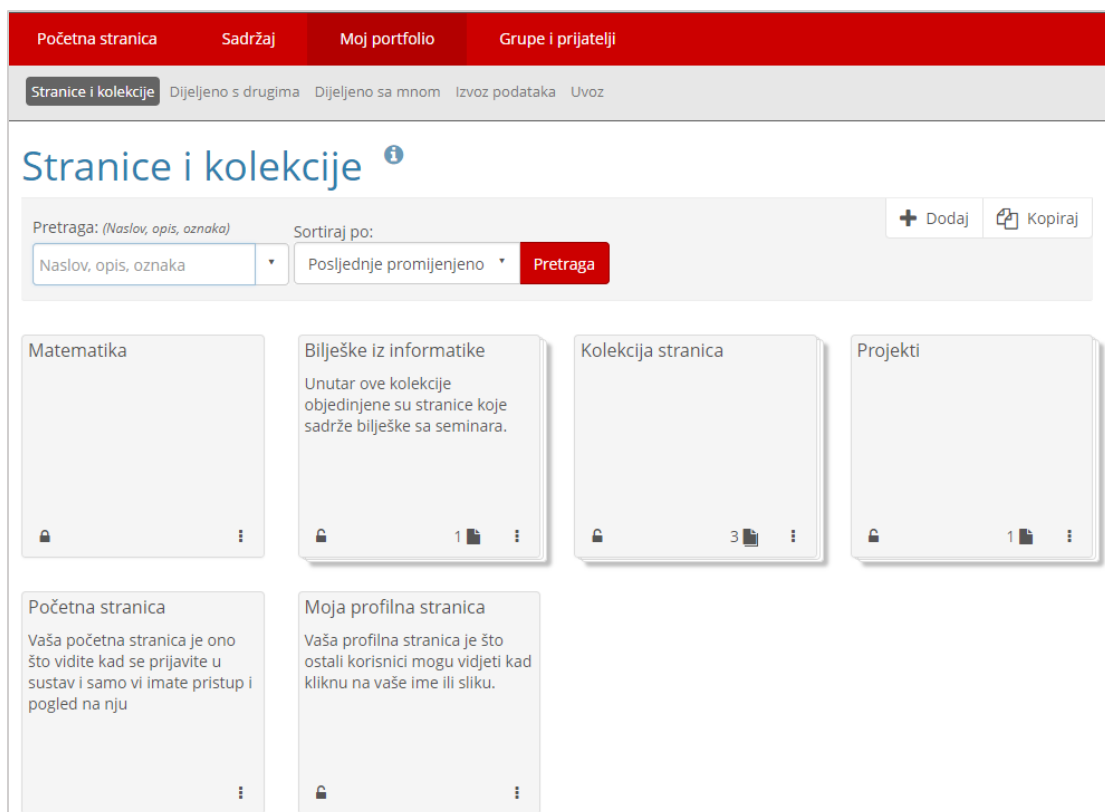 Početna stranica Sadržaj Moj portfolio Grupe i prijatelji
Stranice i kolekcije Dijeljeno s drugima Dijeljeno sa mnom Izvoz podataka Uvoz
Stranice i kolekcije
Dodaj Kopiraj
Pretraga: (Naslov, opis, oznaka) Sortiraj po:
Naslov, opis, oznaka Posljednje promijenjeno Pretraga
Matematika
Bilješke iz informatike
Unutar ove kolekcije
objedinjene su stranice koje
sadrže bilješke sa seminara.
1
Kolekcija stranica
3
Projekti
1
Početna stranica
Vaša početna stranica je ono
što vidite kad se prijavite u
sustav i samo vi imate pristup i
pogled na nju
Moja profilna stranica
Vaša profilna stranica je što
ostali korisnici mogu vidjeti kad
kliknu na vaše ime ili sliku.